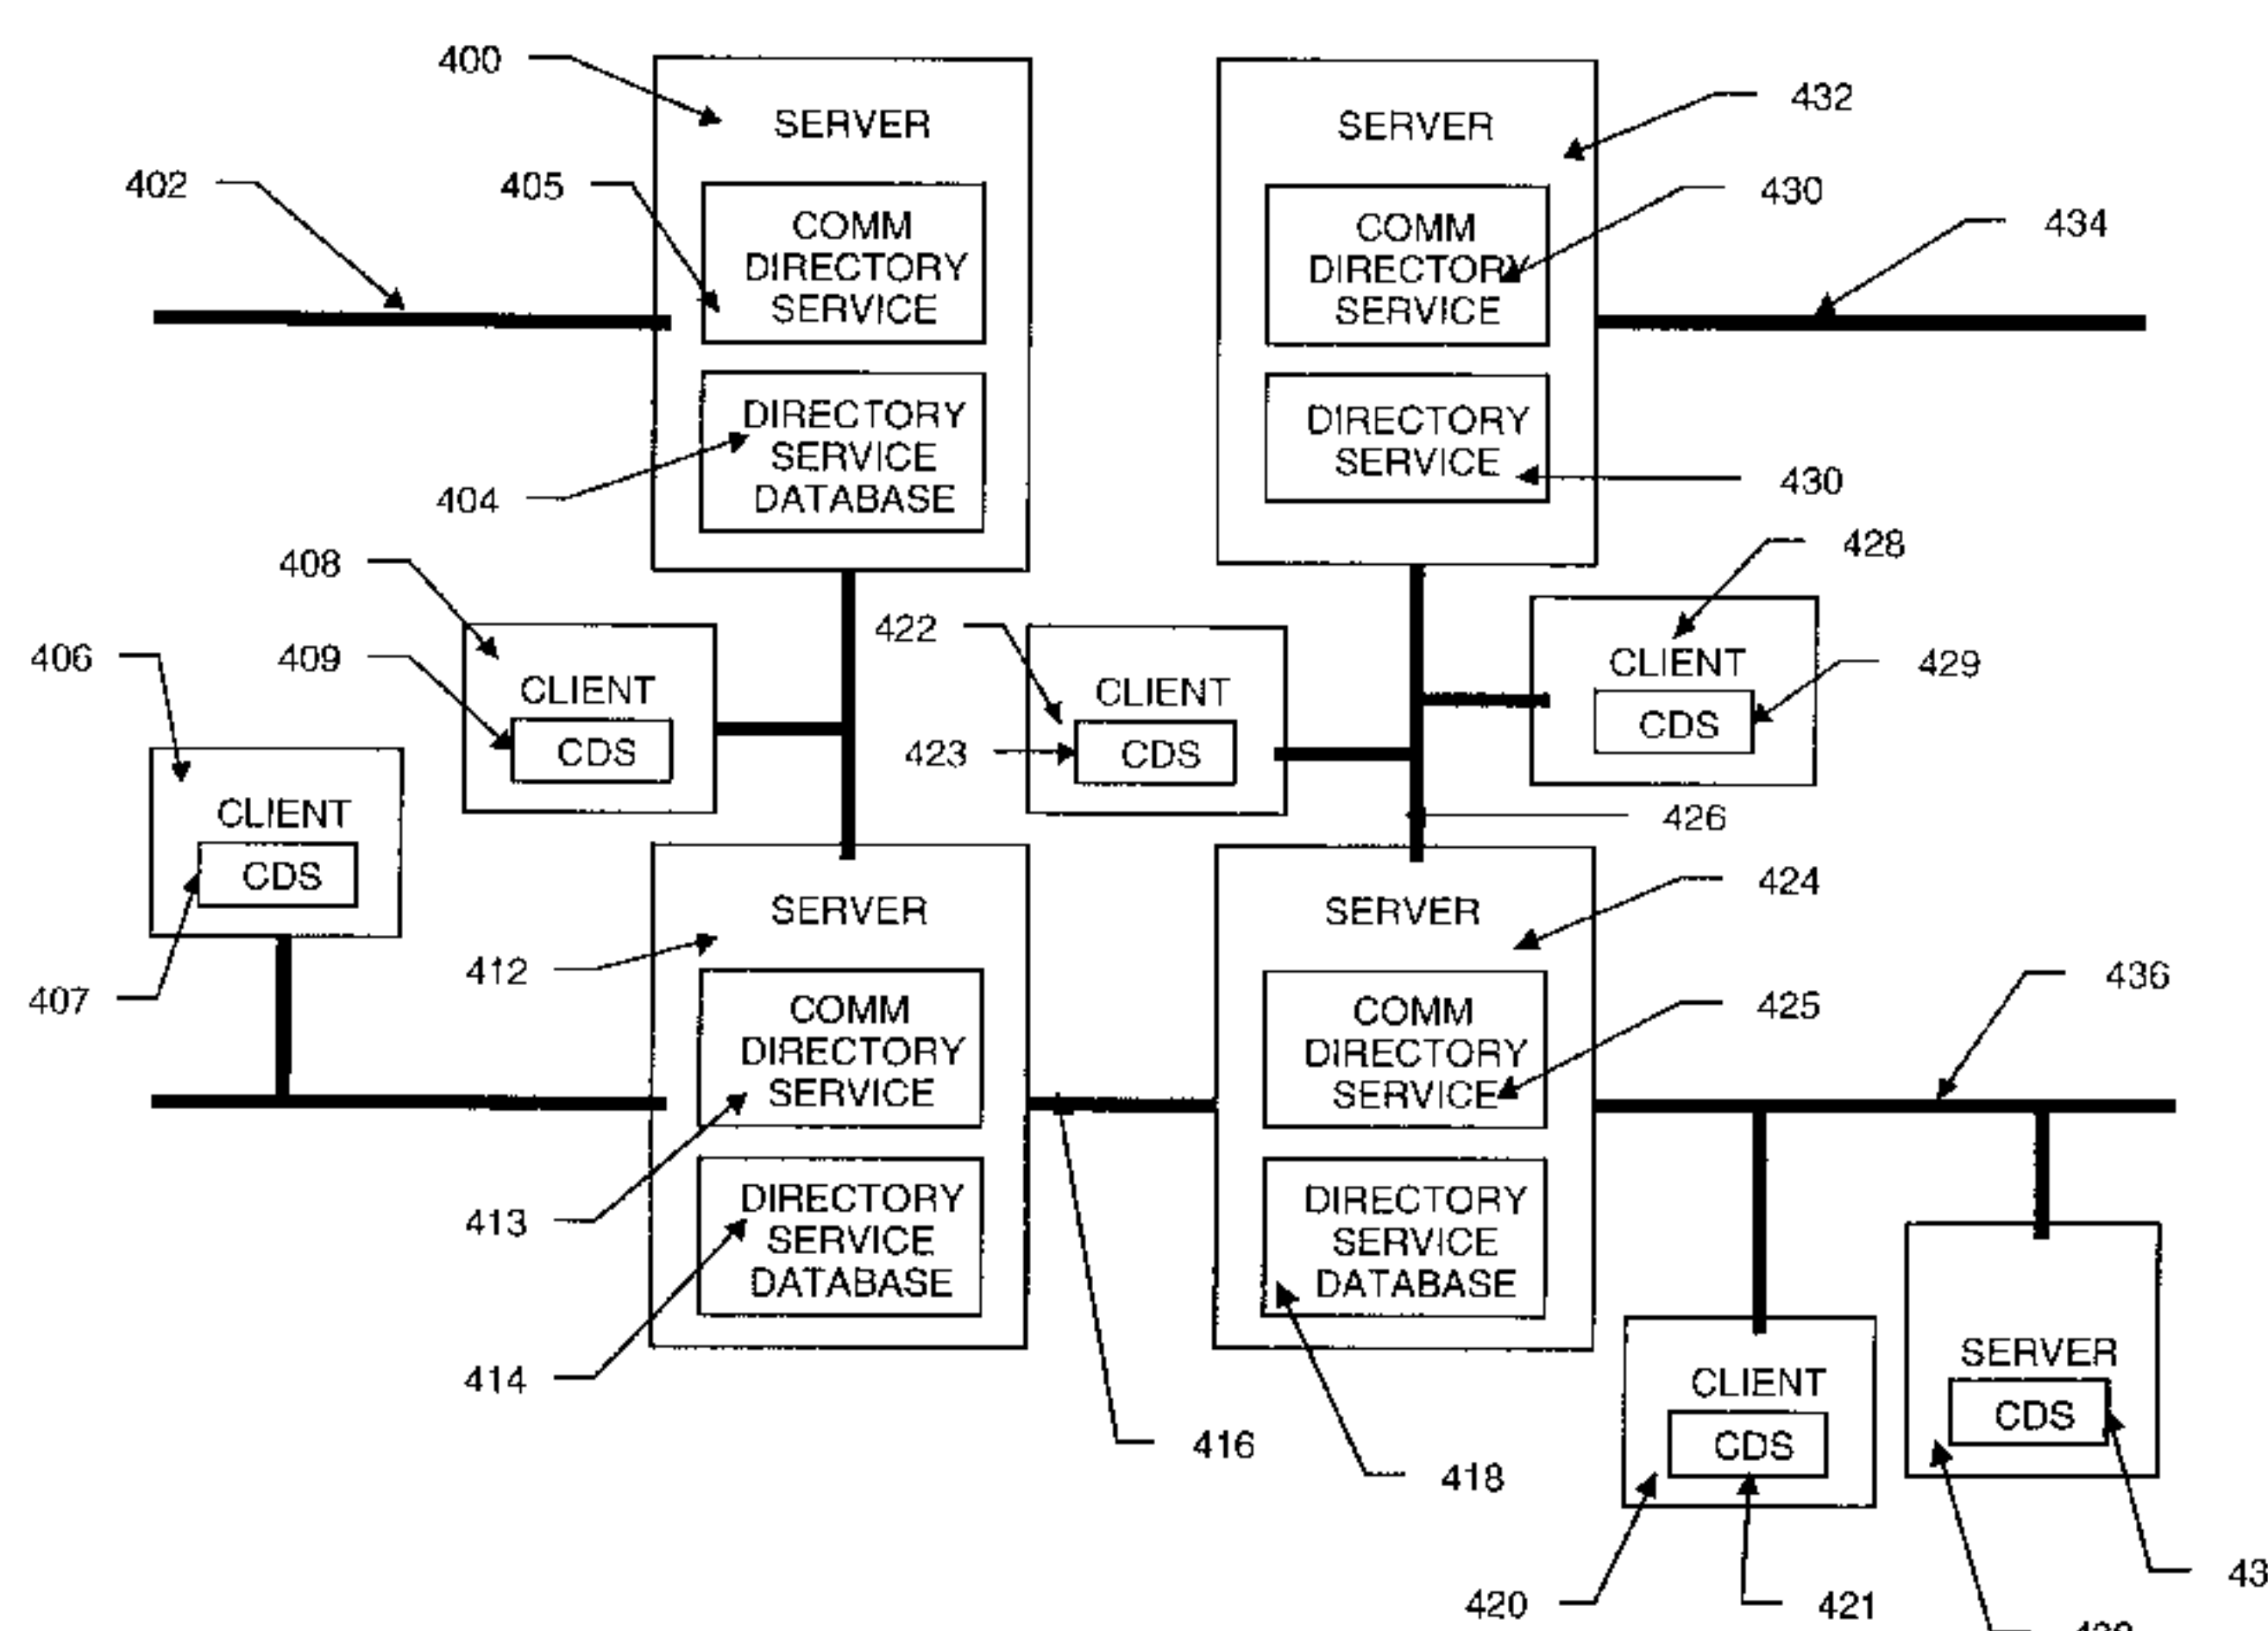 400
SERVER
SERVER
432
402
405
COMM
DIRECTORY
SERVICE
COMM
DIRECTORY
SERVICE
430
434
DIRECTORY
SERVICE
DATABASE
404
DIRECTORY
SERVICE
430
408
428
406
409
CLIENT
CDS
422
423
CLIENT
CDS
CLIENT
CDS
429
CLIENT
CDS
407
426
SERVER
412
SERVER
424
COMM
DIRECTORY
SERVICE
COMM
DIRECTORY
SERVICE
425
436
413
DIRECTORY
SERVICE
DATABASE
DIRECTORY
SERVICE
DATABASE
414
416
418
CLIENT
CDS
SERVER
CDS
420
421
43